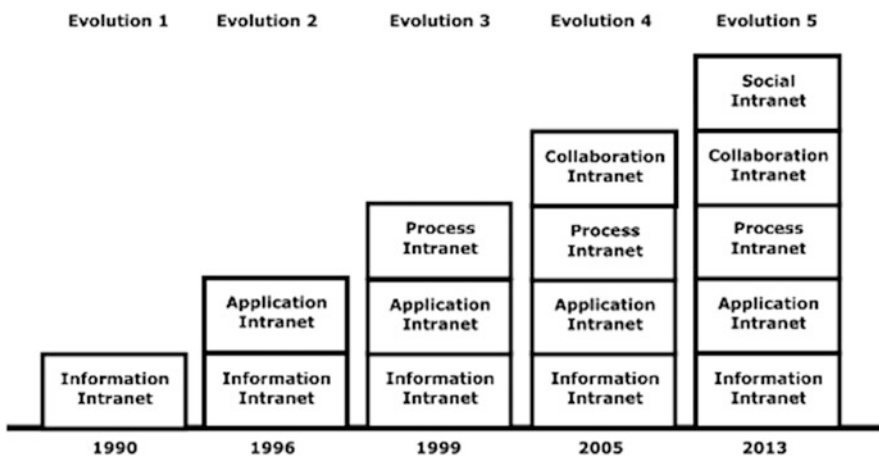 Evolution 1 Evolution 2 Evolution 3 Evolution 4 Evolution 5
Social
Intranet
Collaboration Collaboration
Intranet Intranet
Process Process Process
Intranet Intranet Intranet
Application Application Application Application
Intranet Intranet Intranet Intranet
Information Information Information Information Information
Intranet Intranet Intranet Intranet Intranet
1990 1996 1999 2005 2013